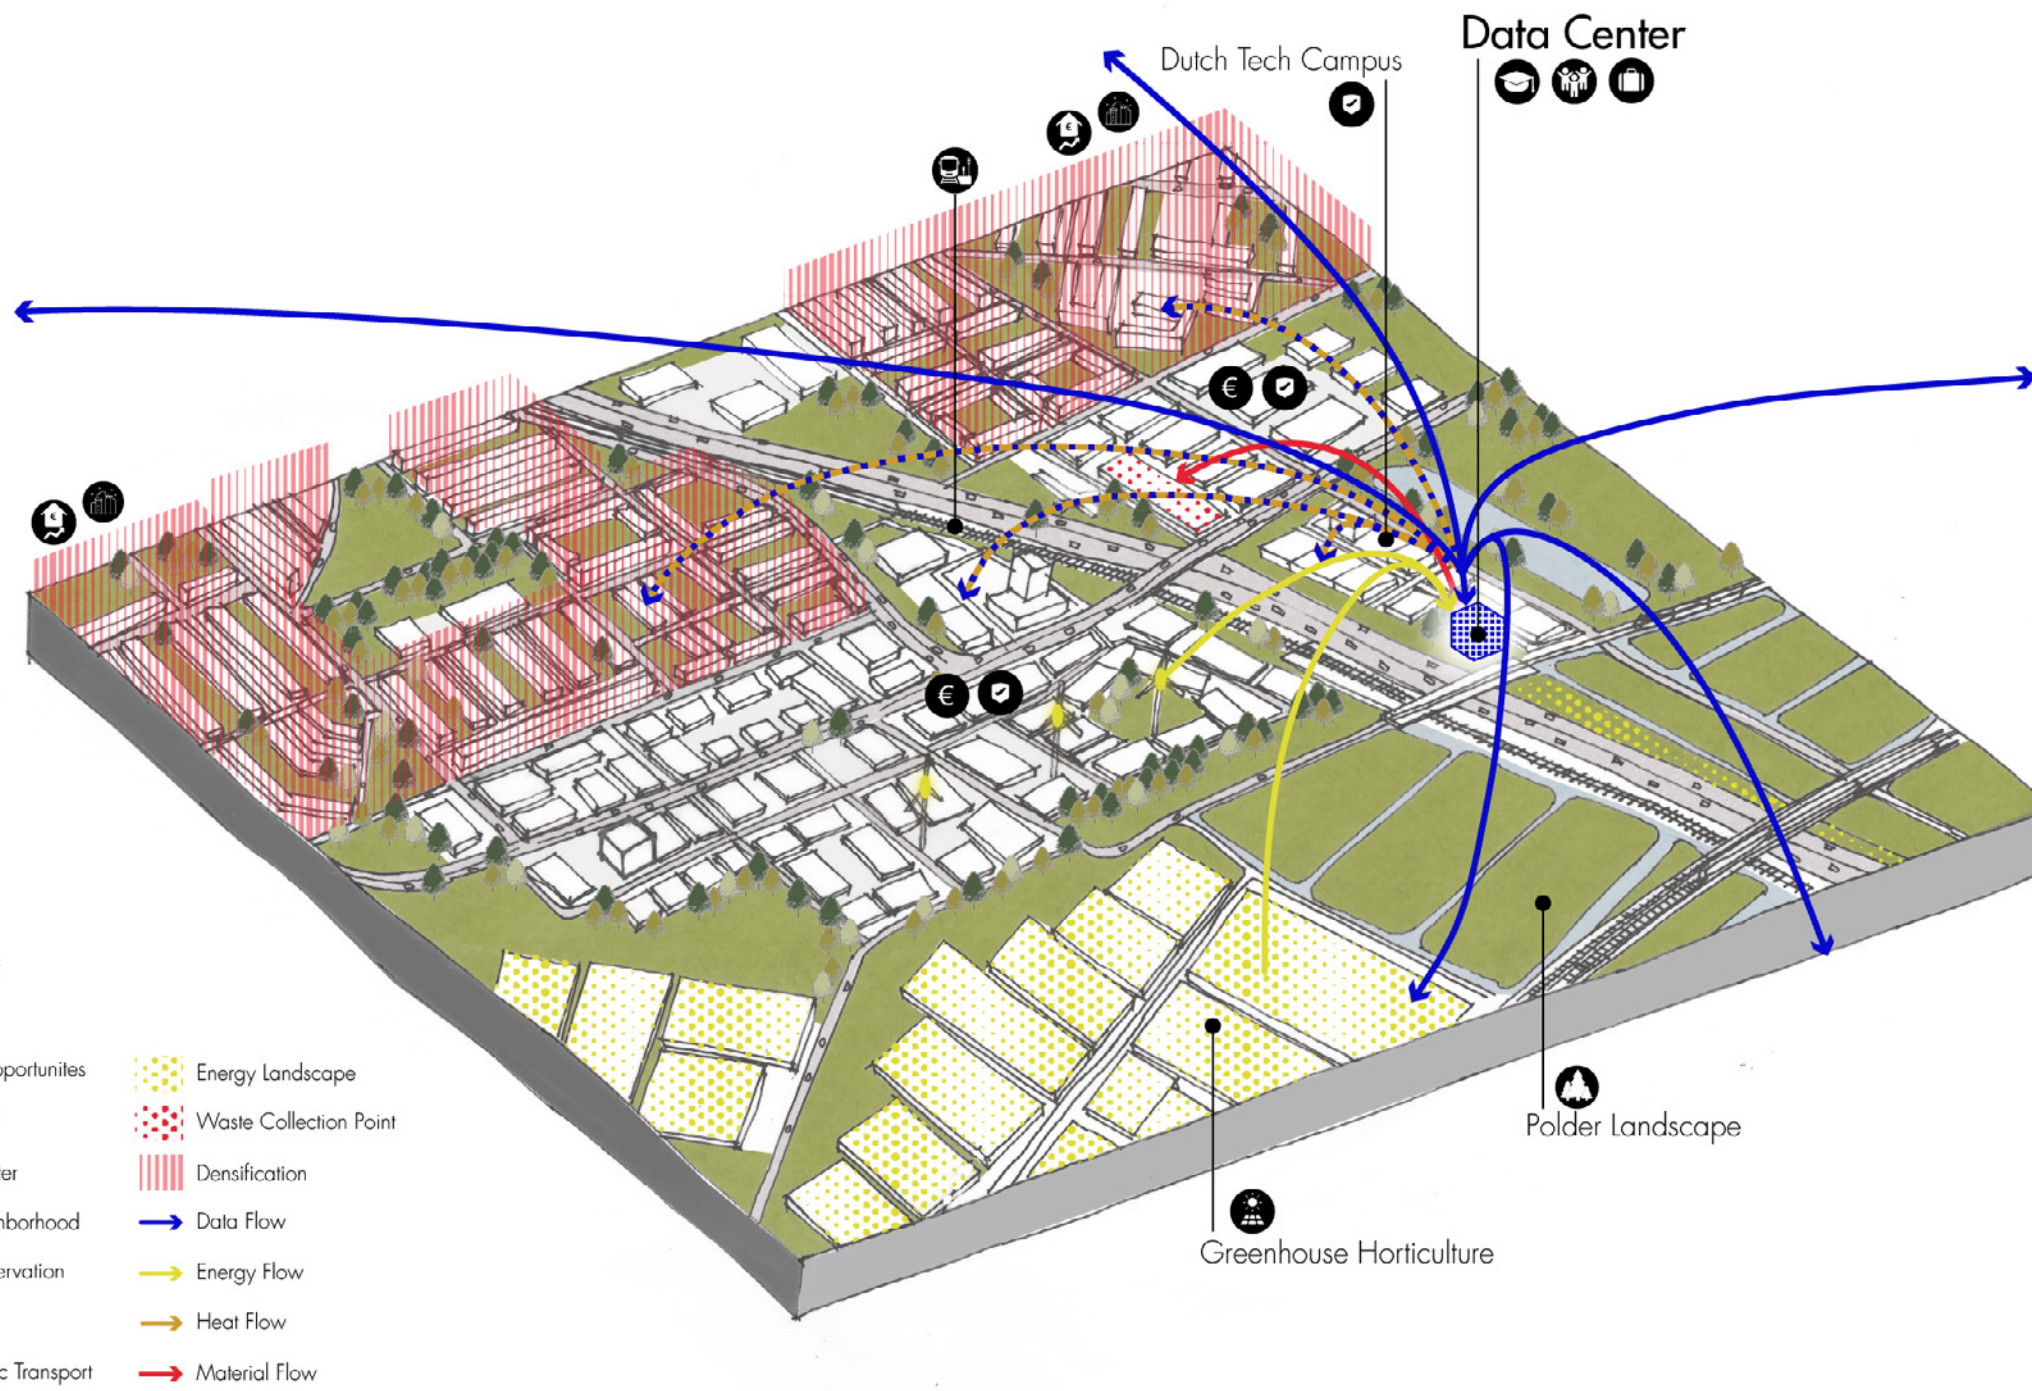 Data Center
Dutch Tech Campus
€
€
€
€
pportunites
ter
hborhood
ervation
c Transport
Energy Landscape
Waste Collection Point
Densification
Data Flow
Energy Flow
Heat Flow
Material Flow
Polder Landscape
Greenhouse Horticulture